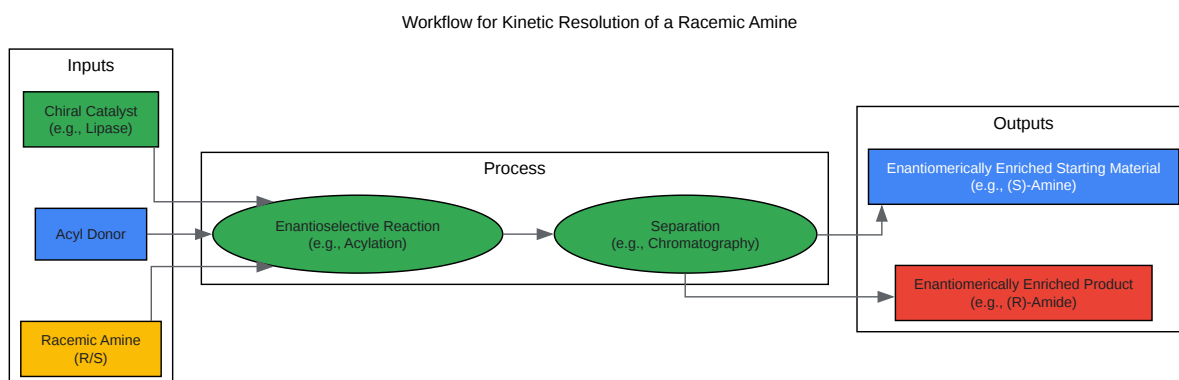 Workflow for Kinetic Resolution of a Racemic Amine
Inputs
Chiral Catalyst
(e.g., Lipase)
Acyl Donor
Racemic Amine
(R/S)
Process
Enantioselective Reaction
(e.g., Acylation)
Separation
(e.g., Chromatography)
Outputs
Enantiomerically Enriched Starting Material
(e.g., (S)-Amine)
Enantiomerically Enriched Product
(e.g., (R)-Amide)